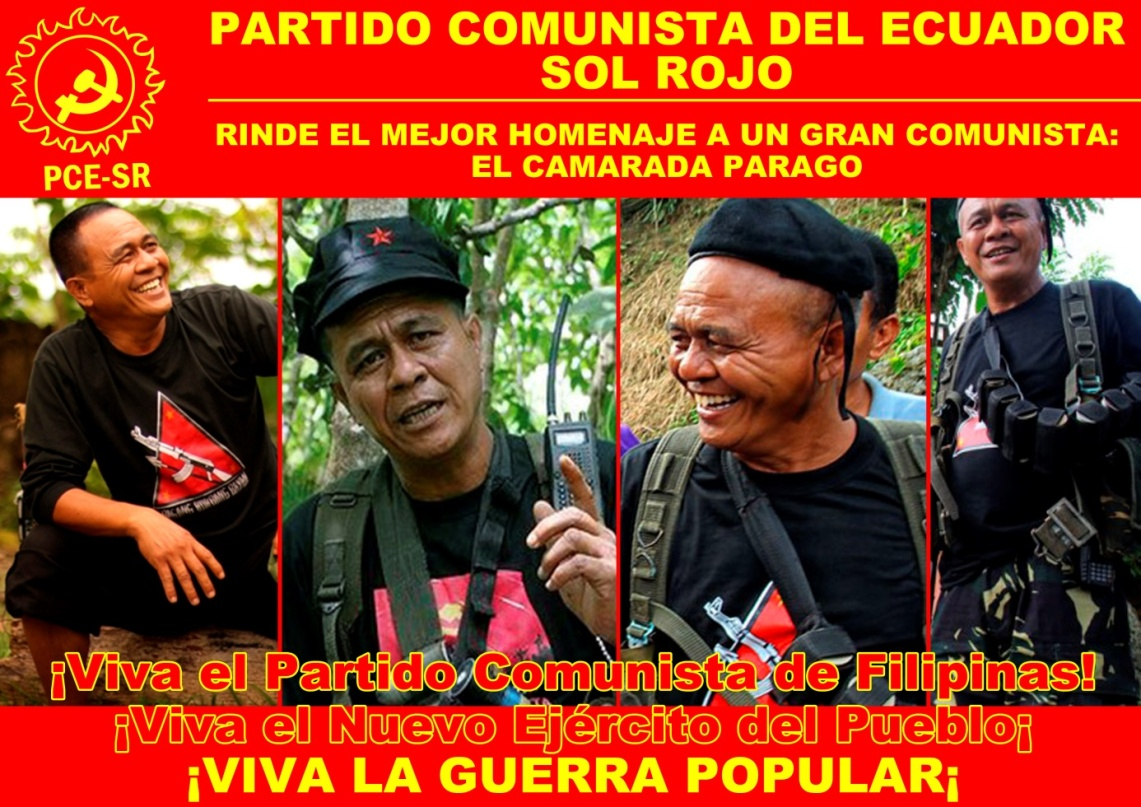 PARTIDO COMUNISTA DEL ECUADOR
SOL ROJO
RINDE EL MEJOR HOMENAJE A UN GRAN COMUNISTA:
EL CAMARADA PARAGO
PCE-SR
¡Viva el Partido Comunista de Filipinas!
¡Viva el Nuevo Ejército del Pueblo¡
¡VIVA LA GUERRA POPULAR¡